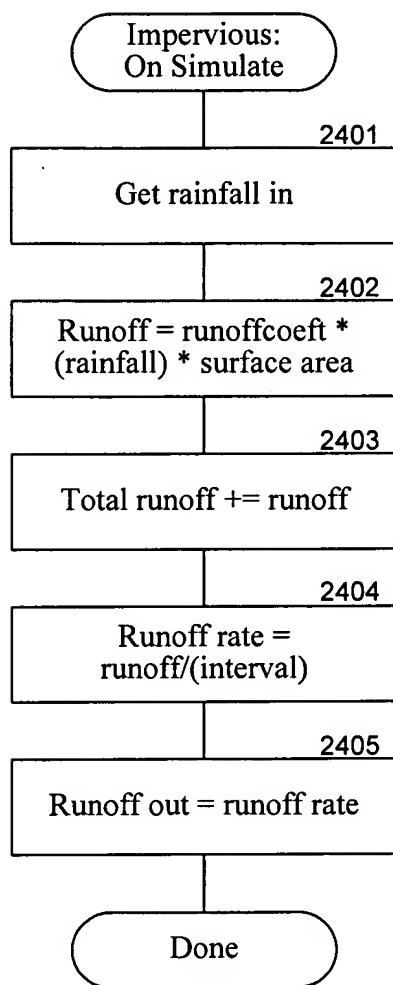 Impervious:
On Simulate
2401
Get rainfall in
2402
Runoff = runoffcoeft *
(rainfall) * surface area
2403
Total runoff += runoff
2404
Runoff rate =
runoff/(interval)
2405
Runoff out = runoff rate
Done